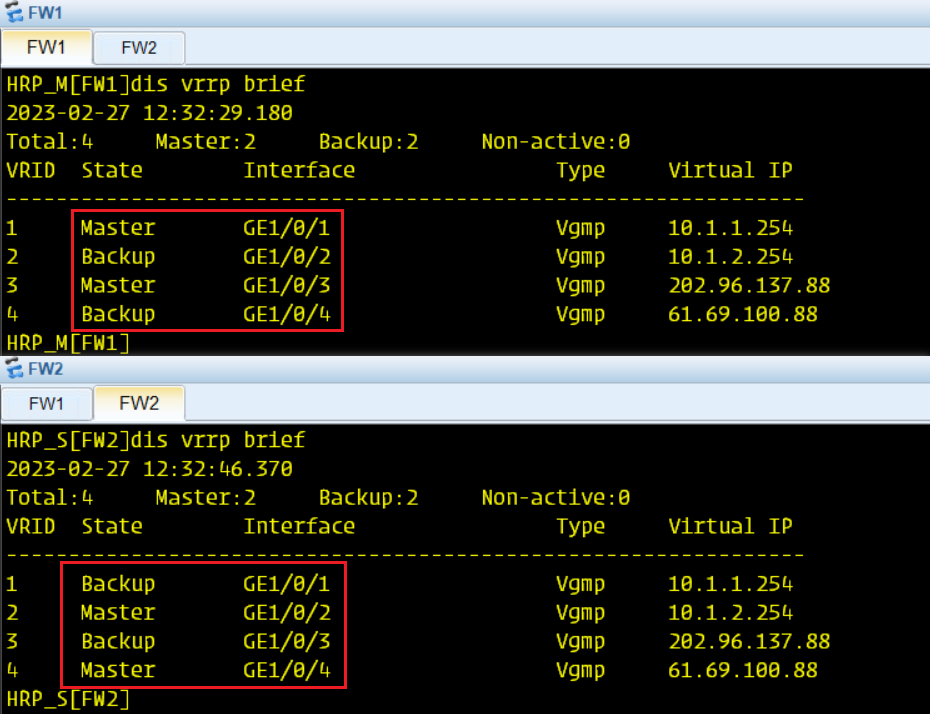 FW1
FW1 FW2
HRP_M[FW1]dis vrrp brief
2023-02-27 12:32:29.180
Total:4 Master:2 Backup:2 Non-active:0
VRID State Interface Type Virtual IP
----------------------------------------------------------------
1 Master GE1/0/1 Vgmp 10.1.1.254
2 Backup GE1/0/2 Vgmp 10.1.2.254
3 Master GE1/0/3 Vgmp 202.96.137.88
4 Backup GE1/0/4 Vgmp 61.69.100.88
HRP_M[FW1]
FW2
FW1 FW2
HRP_S[FW2]dis vrrp brief
2023-02-27 12:32:46.370
Total:4 Master:2 Backup:2 Non-active:0
VRID State Interface Type Virtual IP
----------------------------------------------------------------
1 Backup GE1/0/1 Vgmp 10.1.1.254
2 Master GE1/0/2 Vgmp 10.1.2.254
3 Backup GE1/0/3 Vgmp 202.96.137.88
4 Master GE1/0/4 Vgmp 61.69.100.88
HRP_S[FW2]